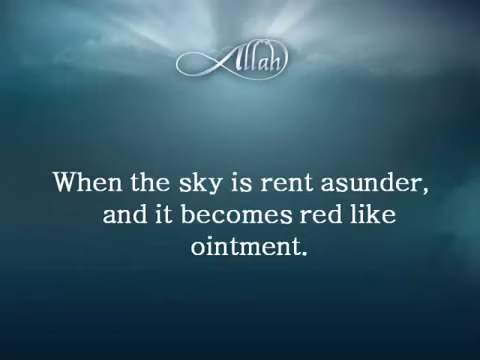 Allah
When the sky is rent asunder,
and it becomes red like
ointment.